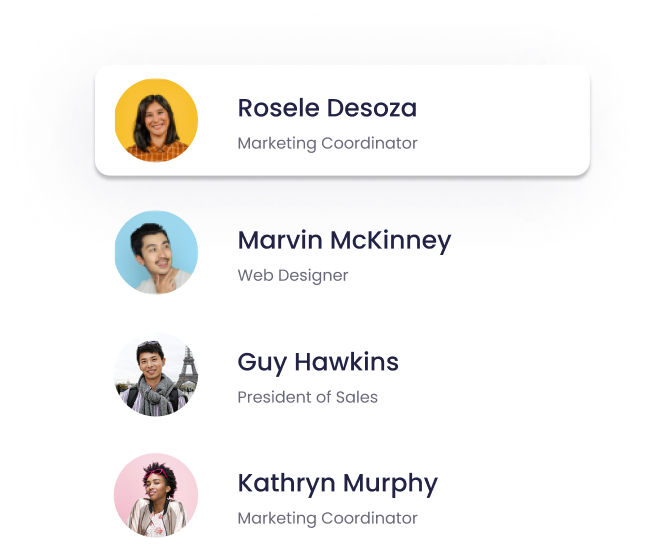 Rosele Desoza
Marketing Coordinator
Marvin McKinney
Web Designer
Guy Hawkins
President of Sales
Kathryn Murphy
Marketing Coordinator